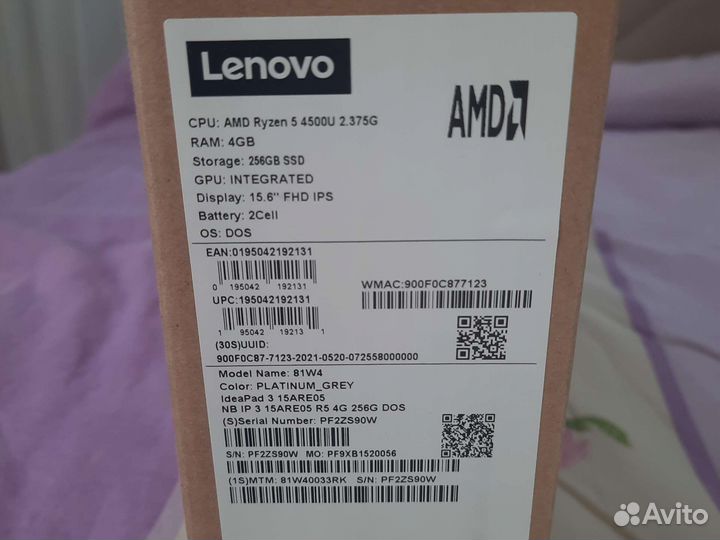 Lenovo
AMD
CPU: AMD Ryzen 5 4500U 2.375G
RAM: 4GB
Storage: 256GB SSD
GPU: INTEGRATED
Display: 15.6'' FHD IPS
Battery: 2Cell
OS: DOS
EAN:0195042192131
0 195042 192131
WMAC:900F0C877123
UPC:195042192131
1 95042 19213 1
(30S)UUID:
900F0C87-7123-2021-0520-072558000000
Model Name: 81W4
Color: PLATINUM_GREY
IdeaPad 3 15ARE05
NB IP 3 15ARE05 R5 4G 256G DOS
(S)Serial Number: PF2ZS90W
S/N: PF2ZS90W MO: PF9XB1520056
(1S)MTM: 81W40033RK S/N: PF2ZS90W
Avito